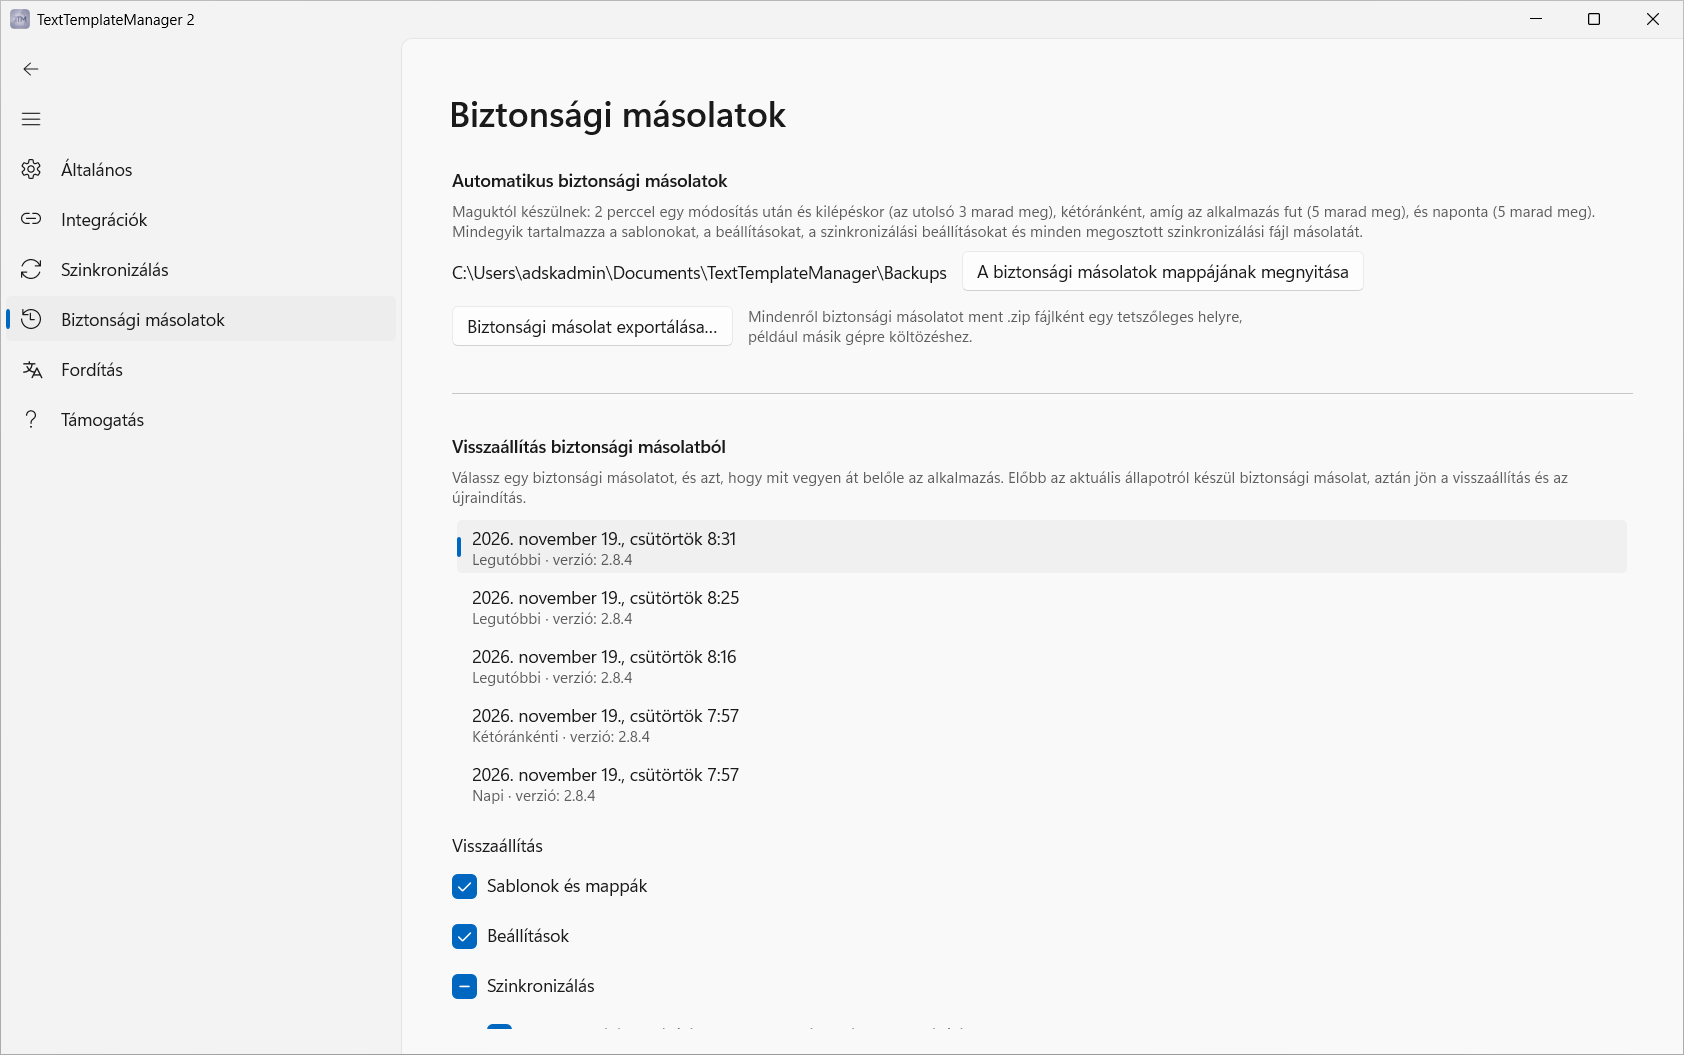 TextTemplateManager 2
Általános
Integrációk
Szinkronizálás
Biztonsági másolatok
Fordítás
Támogatás
Biztonsági másolatok
Automatikus biztonsági másolatok
Maguktól készülnek: 2 perccel egy módosítás után és kilépéskor (az utolsó 3 marad meg), kétóránként, amíg az alkalmazás fut (5 marad meg), és naponta (5 marad meg).
Mindegyik tartalmazza a sablonokat, a beállításokat, a szinkronizálási beállításokat és minden megosztott szinkronizálási fájl másolatát.
C:\Users\adskadmin\Documents\TextTemplateManager\Backups
A biztonsági másolatok mappájának megnyitása
Biztonsági másolat exportálása...
Mindenről biztonsági másolatot ment .zip fájlként egy tetszőleges helyre,
például másik gépre költözéshez.
Visszaállítás biztonsági másolatból
Válassz egy biztonsági másolatot, és azt, hogy mit vegyen át belőle az alkalmazás. Előbb az aktuális állapotról készül biztonsági másolat, aztán jön a visszaállítás és az
újraindítás.
2026. november 19., csütörtök 8:31
Legutóbbi · verzió: 2.8.4
2026. november 19., csütörtök 8:25
Legutóbbi · verzió: 2.8.4
2026. november 19., csütörtök 8:16
Legutóbbi · verzió: 2.8.4
2026. november 19., csütörtök 7:57
Kétóránkénti · verzió: 2.8.4
2026. november 19., csütörtök 7:57
Napi · verzió: 2.8.4
Visszaállítás
Sablonok és mappák
Beállítások
Szinkronizálás